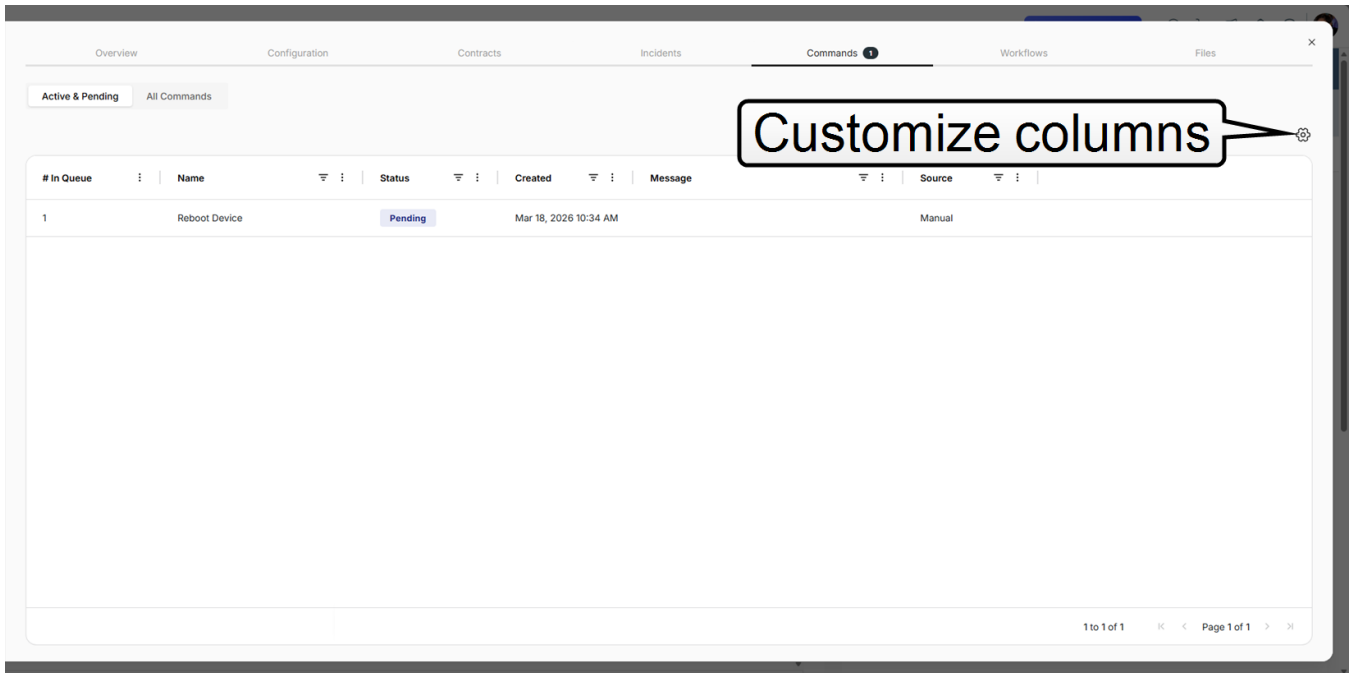 Overview Configuration Contracts Incidents Commands 1 Workflows Files
Active & Pending All Commands
Customize columns
# In Queue Name Status Created Message Source
1 Reboot Device Pending Mar 18, 2026 10:34 AM Manual
1 to 1 of 1 Page 1 of 1